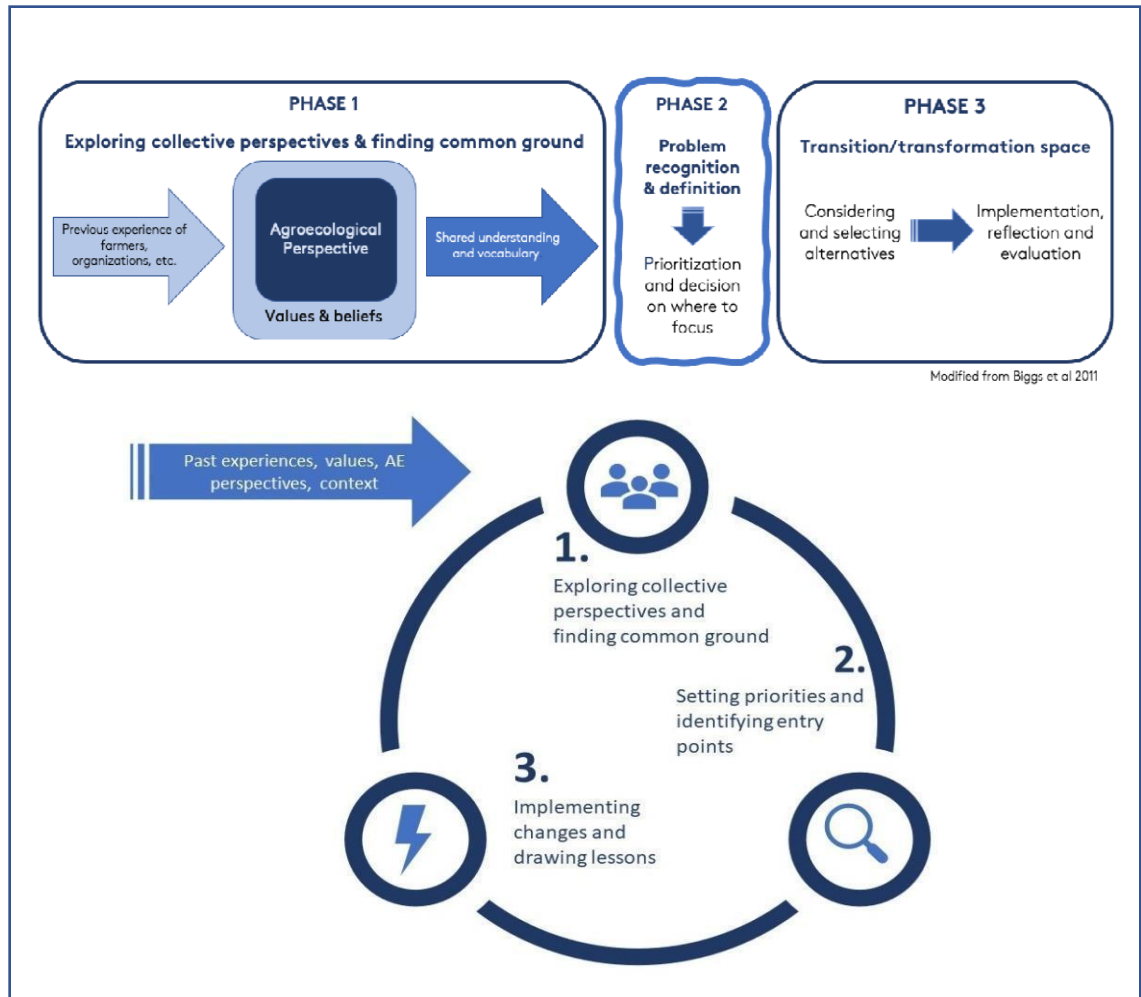 PHASE 1
Exploring collective perspectives & finding common ground
Previous experience of
farmers,
organizations, etc.
Agroecological
Perspective
Values & beliefs
Shared understanding
and vocabulary
PHASE 2
Problem
recognition
& definition
Prioritization
and decision
on where to
focus
PHASE 3
Transition/transformation space
Considering
and selecting
alternatives
Implementation,
reflection and
evaluation
Modified from Biggs et al 2011
Past experiences, values, AE
perspectives, context
1.
Exploring collective
perspectives and
finding common ground
2.
Setting priorities and
identifying entry
points
3.
Implementing
changes and
drawing lessons